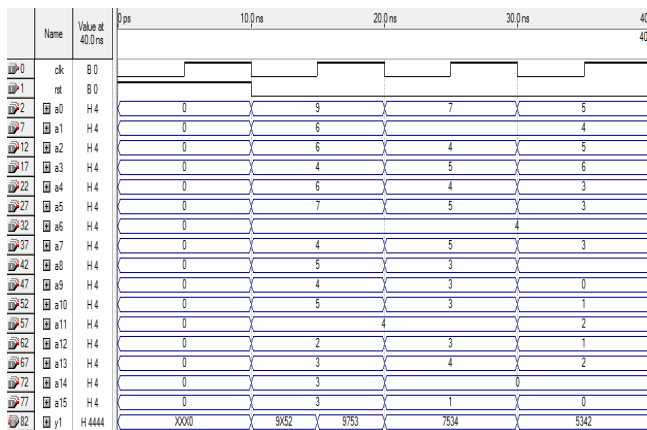 0 ps 10.0 ns 20.0 ns 30.0 ns 40
Name Value at 40.0 ns 40
0 clk B 0
1 rst B 0
2 a0 H 4 0 9 7 5
7 a1 H 4 0 6 4
12 a2 H 4 0 6 4 5
17 a3 H 4 0 4 5 6
22 a4 H 4 0 6 4 3
27 a5 H 4 0 7 5 3
32 a6 H 4 0 4
37 a7 H 4 0 4 5 3
42 a8 H 4 0 5 3
47 a9 H 4 0 4 3 0
52 a10 H 4 0 5 3 1
57 a11 H 4 0 4 2
62 a12 H 4 0 2 3 1
67 a13 H 4 0 3 4 2
72 a14 H 4 0 3 0
77 a15 H 4 0 3 1 0
82 y1 H 4444 XXX0 9X52 9753 7534 5342